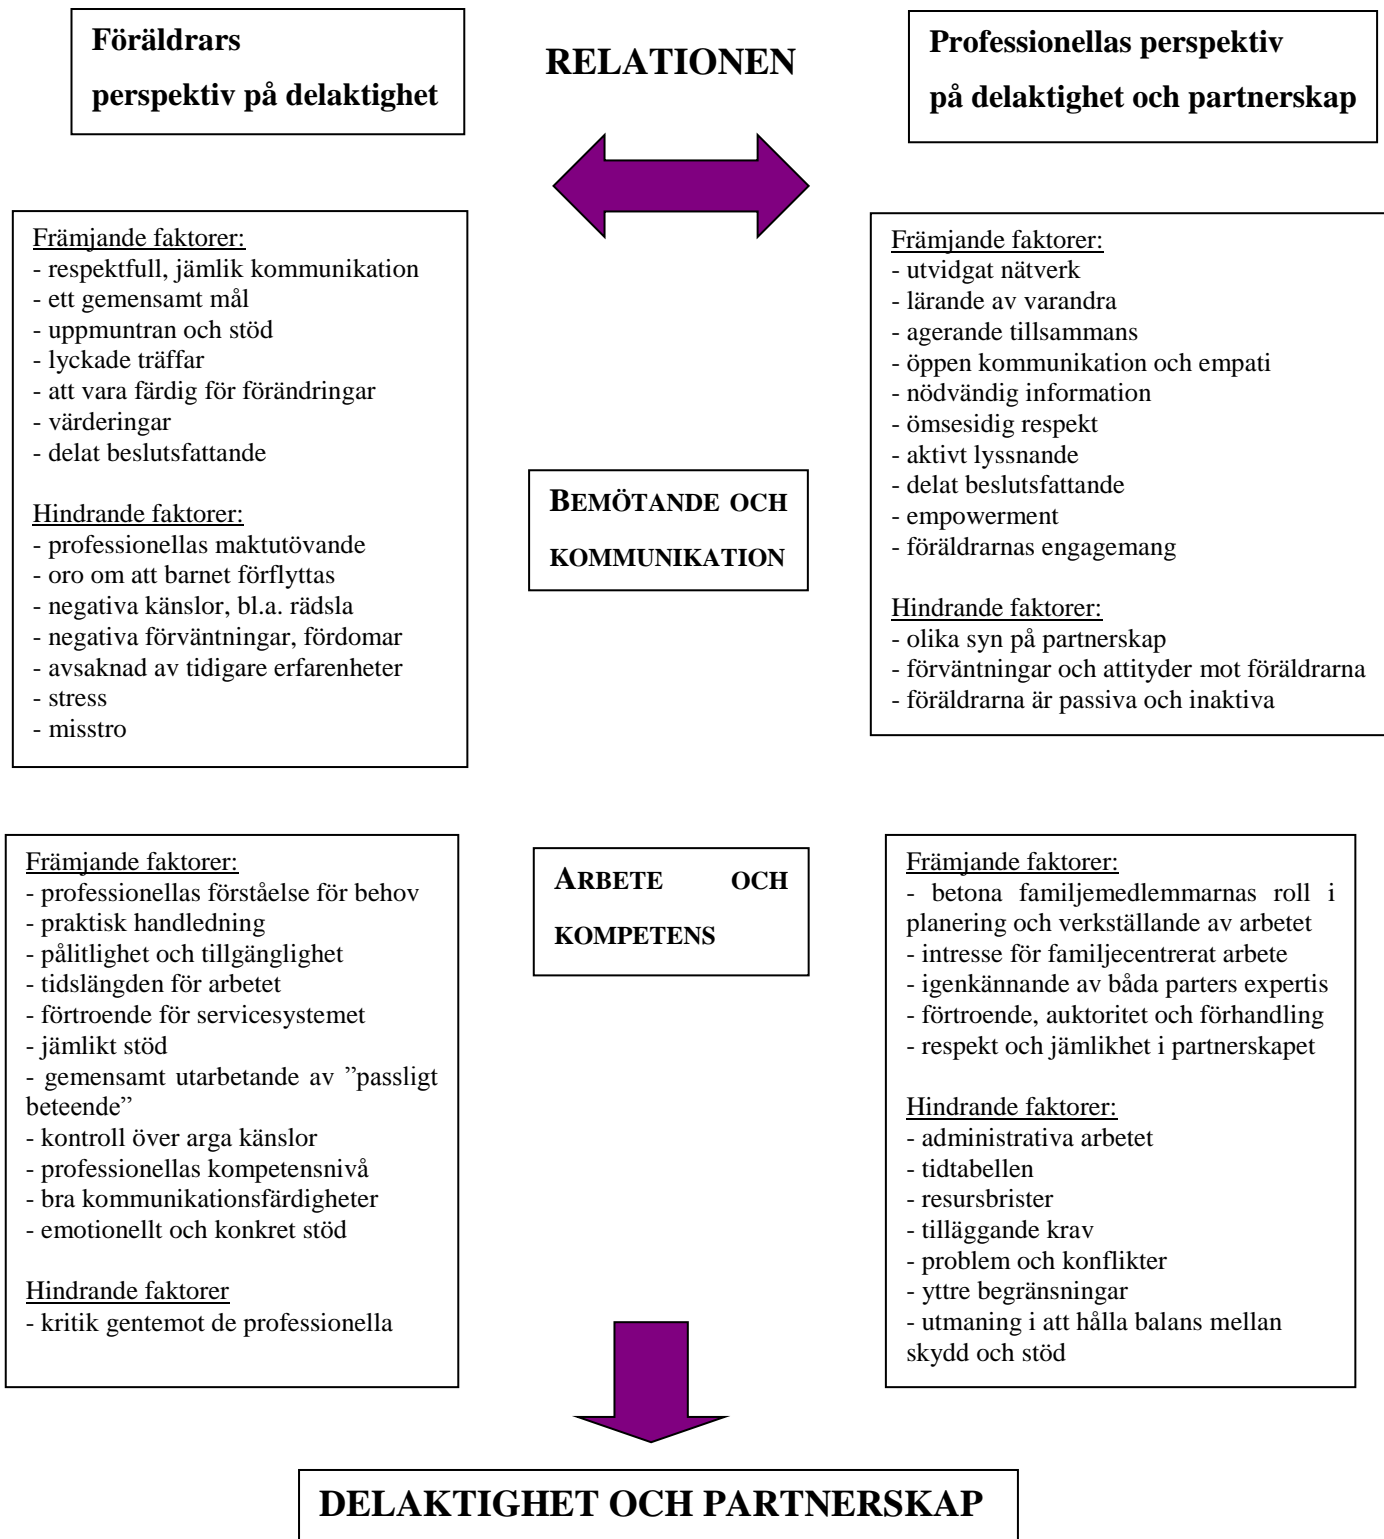 Föräldrars
perspektiv på delaktighet
RELATIONEN
Professionellas perspektiv
på delaktighet och partnerskap
Främjande faktorer:
- respektfull, jämlik kommunikation
- ett gemensamt mål
- uppmuntran och stöd
- lyckade träffar
- att vara färdig för förändringar
- värderingar
- delat beslutsfattande
Hindrande faktorer:
- professionellas maktutövande
- oro om att barnet förflyttas
- negativa känslor, bl.a. rädsla
- negativa förväntningar, fördomar
- avsaknad av tidigare erfarenheter
- stress
- misstro
BEMÖTANDE OCH
KOMMUNIKATION
Främjande faktorer:
- utvidgat nätverk
- lärande av varandra
- agerande tillsammans
- öppen kommunikation och empati
- nödvändig information
- ömsesidig respekt
- aktivt lyssnande
- delat beslutsfattande
- empowerment
- föräldrarnas engagemang
Hindrande faktorer:
- olika syn på partnerskap
- förväntningar och attityder mot föräldrarna
- föräldrarna är passiva och inaktiva
Främjande faktorer:
- professionellas förståelse för behov
- praktisk handledning
- pålitlighet och tillgänglighet
- tidslängden för arbetet
- förtroende för servicesystemet
- jämlikt stöd
- gemensamt utarbetande av ”passligt
beteende”
- kontroll över arga känslor
- professionellas kompetensnivå
- bra kommunikationsfärdigheter
- emotionellt och konkret stöd
Hindrande faktorer
- kritik gentemot de professionella
ARBETE OCH
KOMPETENS
Främjande faktorer:
- betona familjemedlemmarnas roll i
planering och verkställande av arbetet
- intresse för familjecentrerat arbete
- igenkännande av båda parters expertis
- förtroende, auktoritet och förhandling
- respekt och jämlikhet i partnerskapet
Hindrande faktorer:
- administrativa arbetet
- tidtabellen
- resursbrister
- tilläggande krav
- problem och konflikter
- yttre begränsningar
- utmaning i att hålla balans mellan
skydd och stöd
DELAKTIGHET OCH PARTNERSKAP